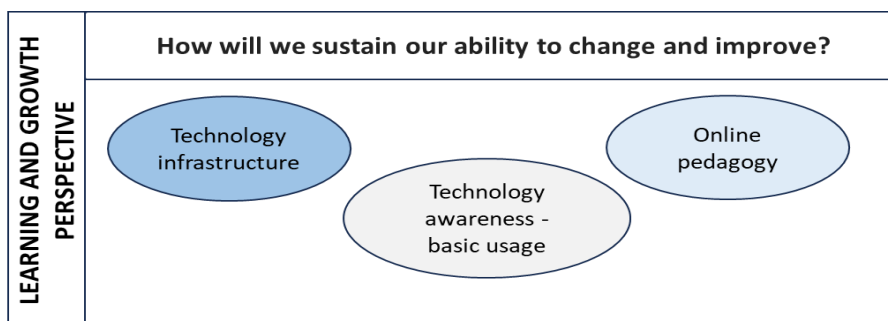 LEARNING AND GROWTH
PERSPECTIVE
How will we sustain our ability to change and improve?
Technology
infrastructure
Technology
awareness -
basic usage
Online
pedagogy